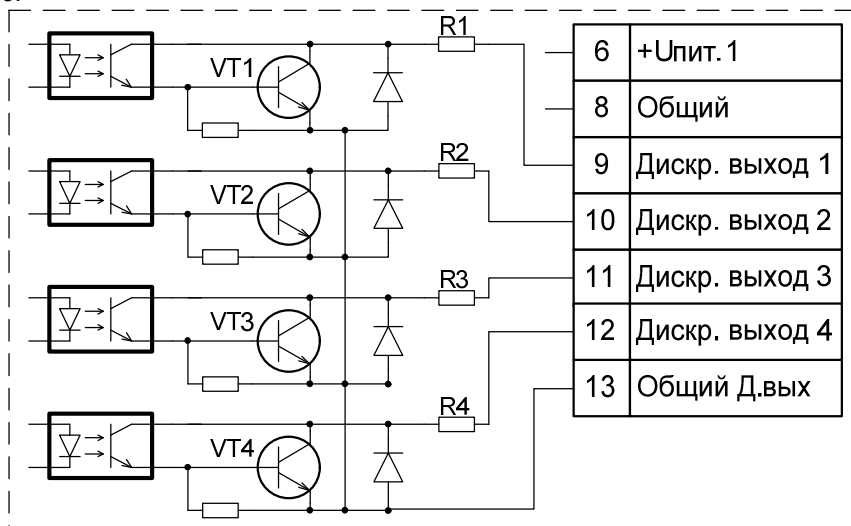 R1
VT1
R2
VT2
R3
VT3
R4
VT4
6 +Uпит.1
8 Общий
9 Дискр. выход 1
10 Дискр. выход 2
11 Дискр. выход 3
12 Дискр. выход 4
13 Общий Д.вых